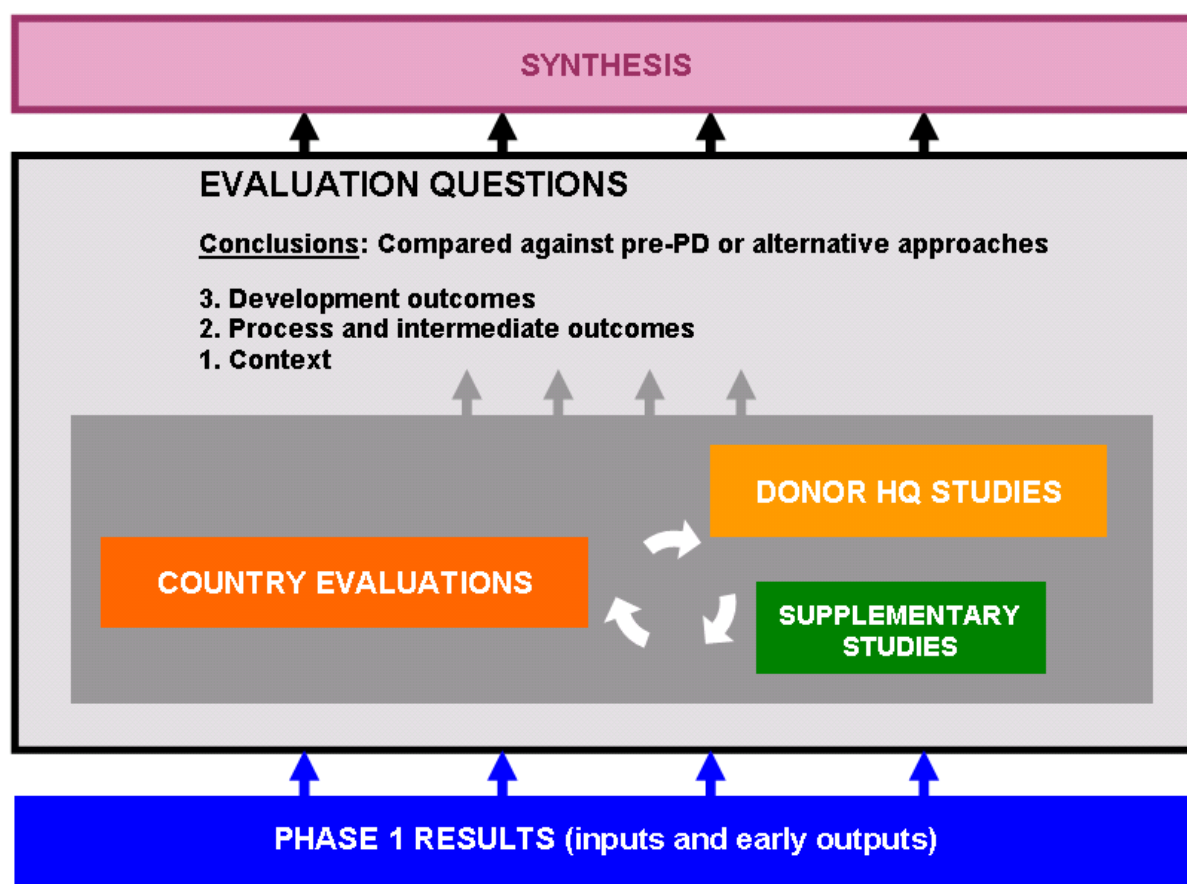 SYNTHESIS
EVALUATION QUESTIONS
Conclusions: Compared against pre-PD or alternative approaches
3. Development outcomes
2. Process and intermediate outcomes
1. Context
DONOR HQ STUDIES
COUNTRY EVALUATIONS
SUPPLEMENTARY
STUDIES
PHASE 1 RESULTS (inputs and early outputs)